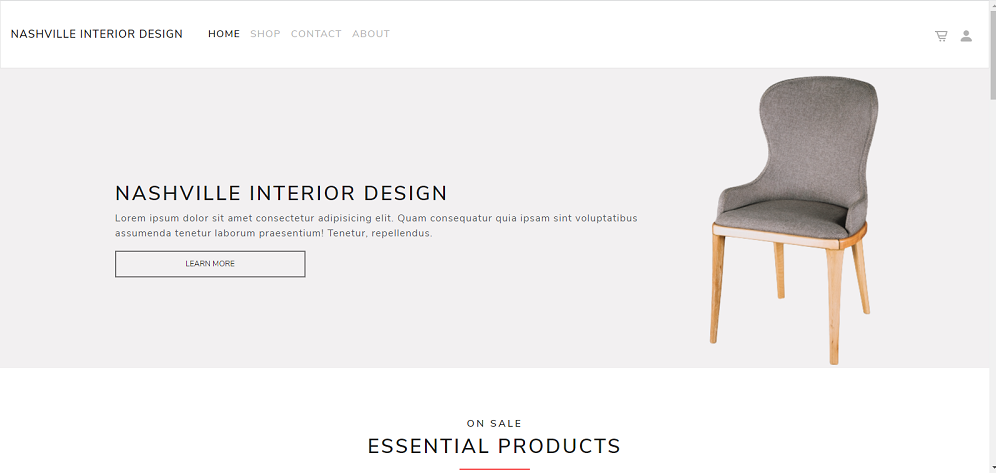 NASHVILLE INTERIOR DESIGN HOME SHOP CONTACT ABOUT
NASHVILLE INTERIOR DESIGN
Lorem ipsum dolor sit amet consectetur adipisicing elit. Quam consequatur quia ipsam sint voluptatibus
assumenda tenetur laborum praesentium! Tenetur, repellendus.
LEARN MORE
ON SALE
ESSENTIAL PRODUCTS